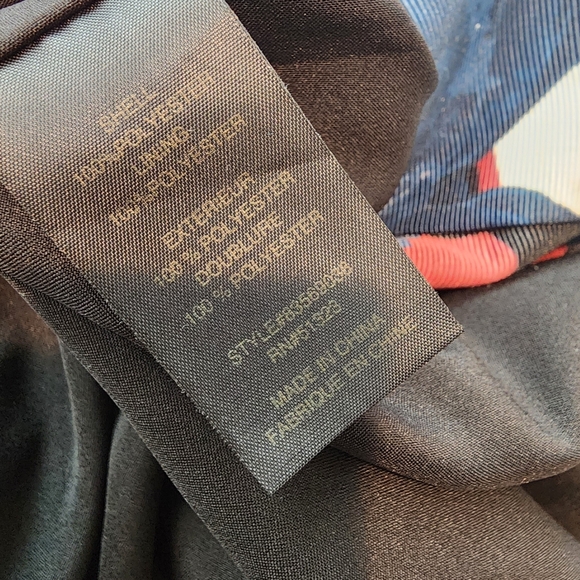 SHELL
100% POLYESTER
LINING
100% POLYESTER
EXTERIEUR
100 % POLYESTER
DOUBLURE
100 % POLYESTER
RN#51323
MADE IN CHINA
FABRIQUE EN CHINE